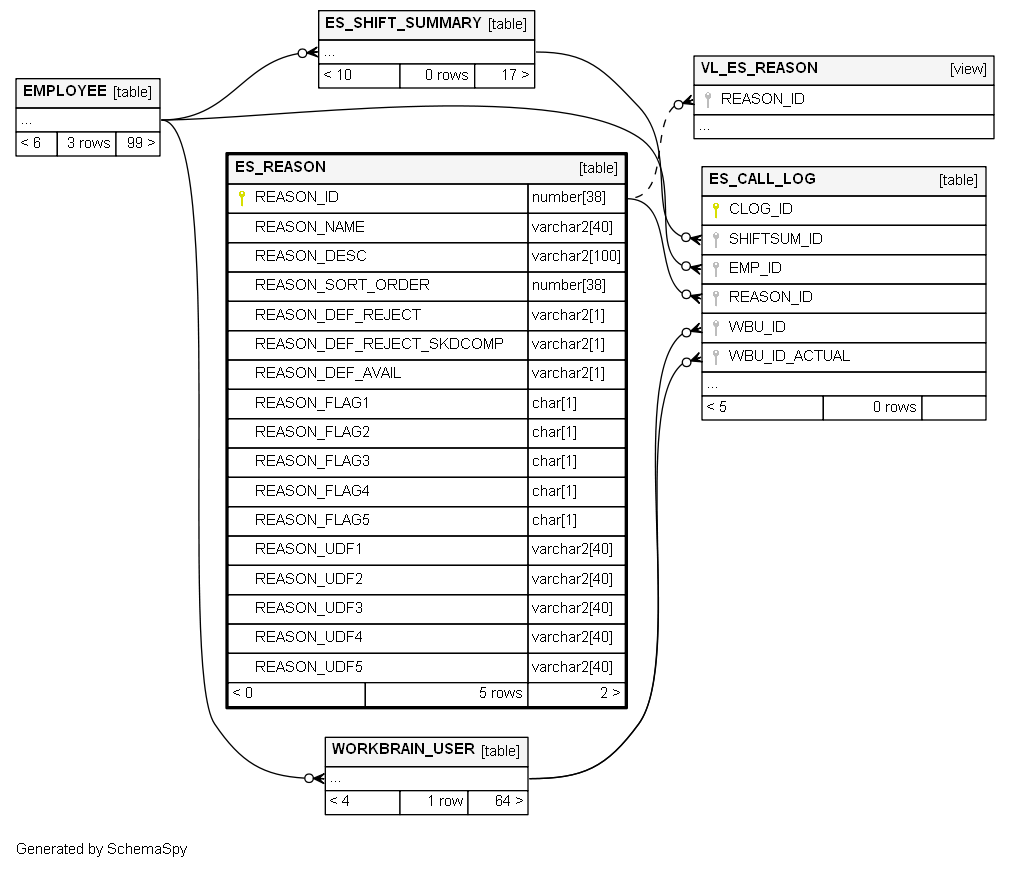 ES_SHIFT_SUMMARY [table]
...
< 10 0 rows 17 >
EMPLOYEE [table]
...
< 6 3 rows 99 >
VL_ES_REASON [view]
REASON_ID
...
ES_REASON [table]
REASON_ID number[38]
REASON_NAME varchar2[40]
REASON_DESC varchar2[100]
REASON_SORT_ORDER number[38]
REASON_DEF_REJECT varchar2[1]
REASON_DEF_REJECT_SKDCOMP varchar2[1]
REASON_DEF_AVAIL varchar2[1]
REASON_FLAG1 char[1]
REASON_FLAG2 char[1]
REASON_FLAG3 char[1]
REASON_FLAG4 char[1]
REASON_FLAG5 char[1]
REASON_UDF1 varchar2[40]
REASON_UDF2 varchar2[40]
REASON_UDF3 varchar2[40]
REASON_UDF4 varchar2[40]
REASON_UDF5 varchar2[40]
< 0 5 rows 2 >
ES_CALL_LOG [table]
CLOG_ID
SHIFTSUM_ID
EMP_ID
REASON_ID
WBU_ID
WBU_ID_ACTUAL
...
< 5 0 rows
WORKBRAIN_USER [table]
...
< 4 1 row 64 >
Generated by SchemaSpy